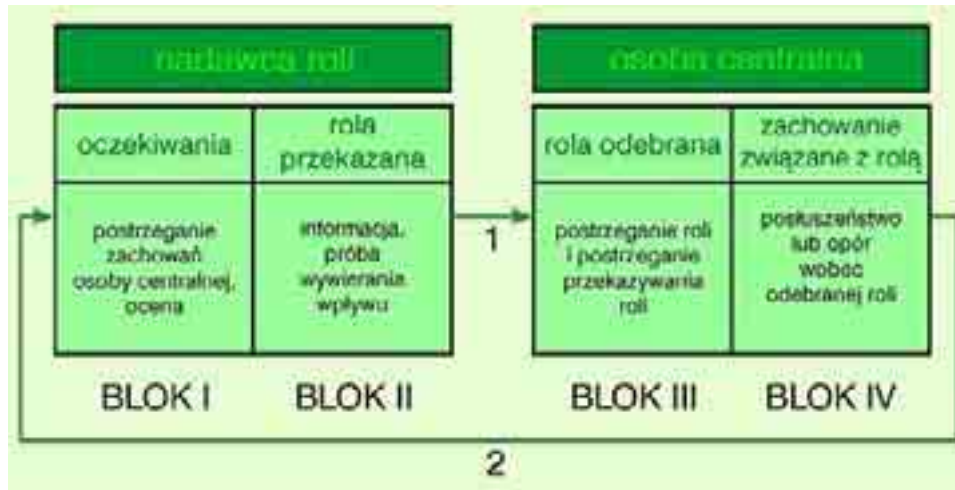 nadawca roli
osoba centralna
oczekiwania
rola
przekazana
rola odebrana
zachowanie
związane z rolą
postrzeganie
zachowań
osoby centralnej,
ocena
informacja,
próba
wywierania
wpływu
1
postrzeganie roli
i postrzeganie
przekazywania
roli
posłuszeństwo
lub opór
wobec
odebranej roli
BLOK I
BLOK II
BLOK III
BLOK IV
2